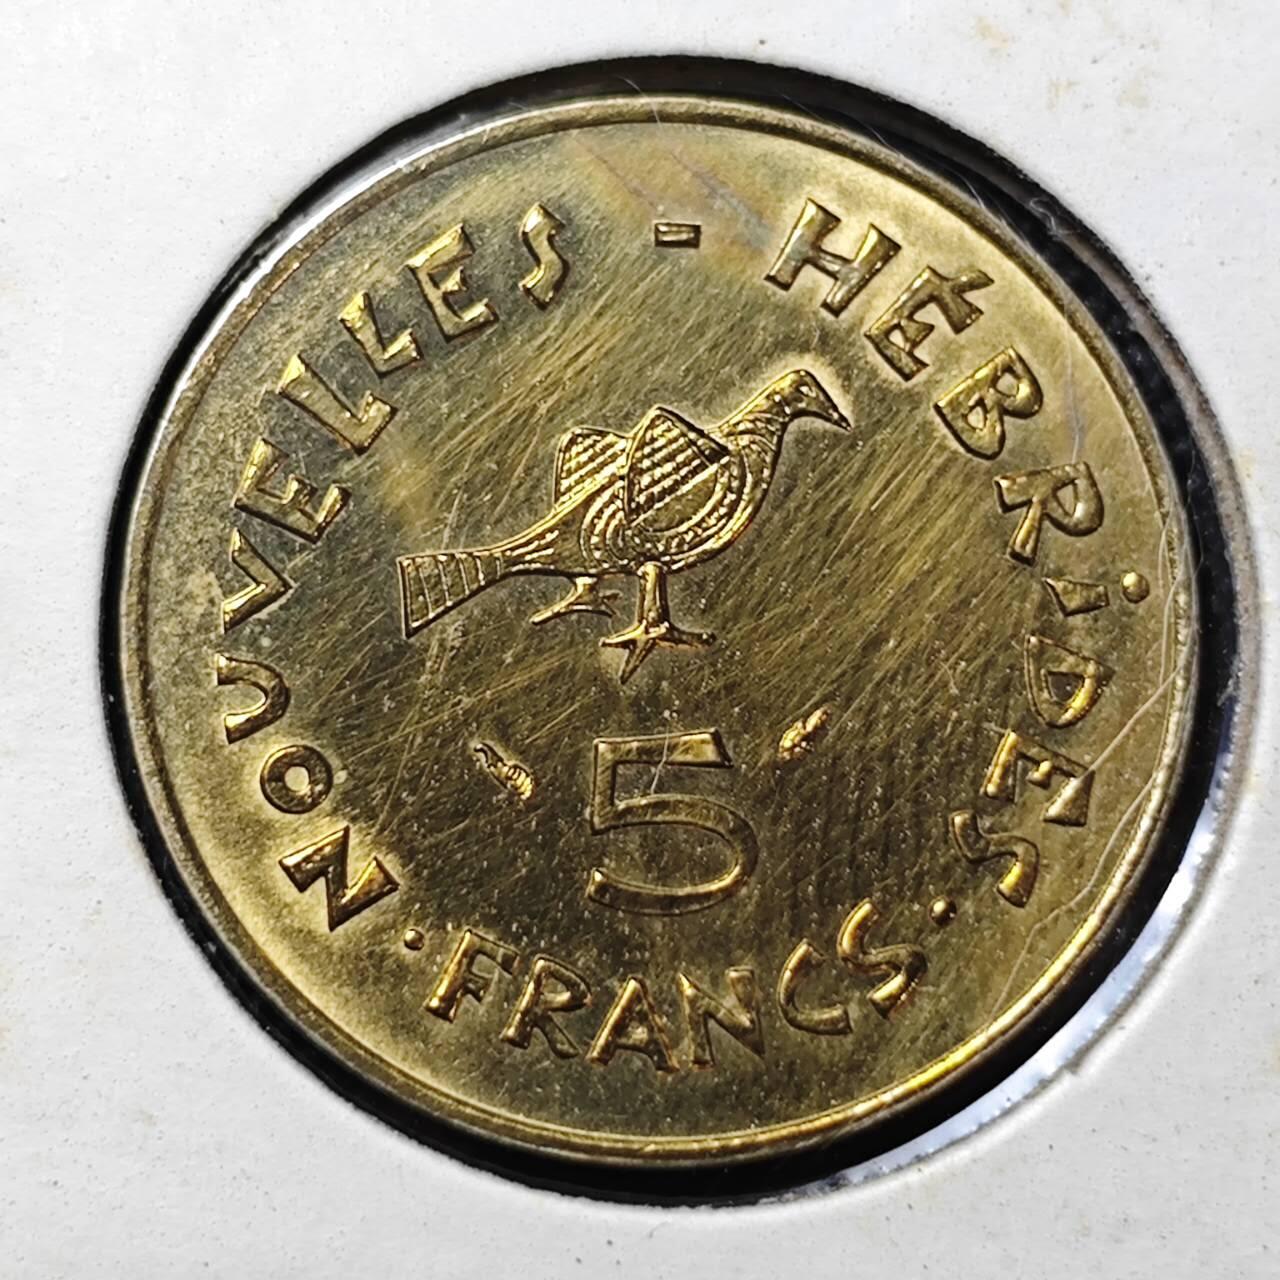 NOUVELLES - HÉBRiDES
5
· FRANCS ·